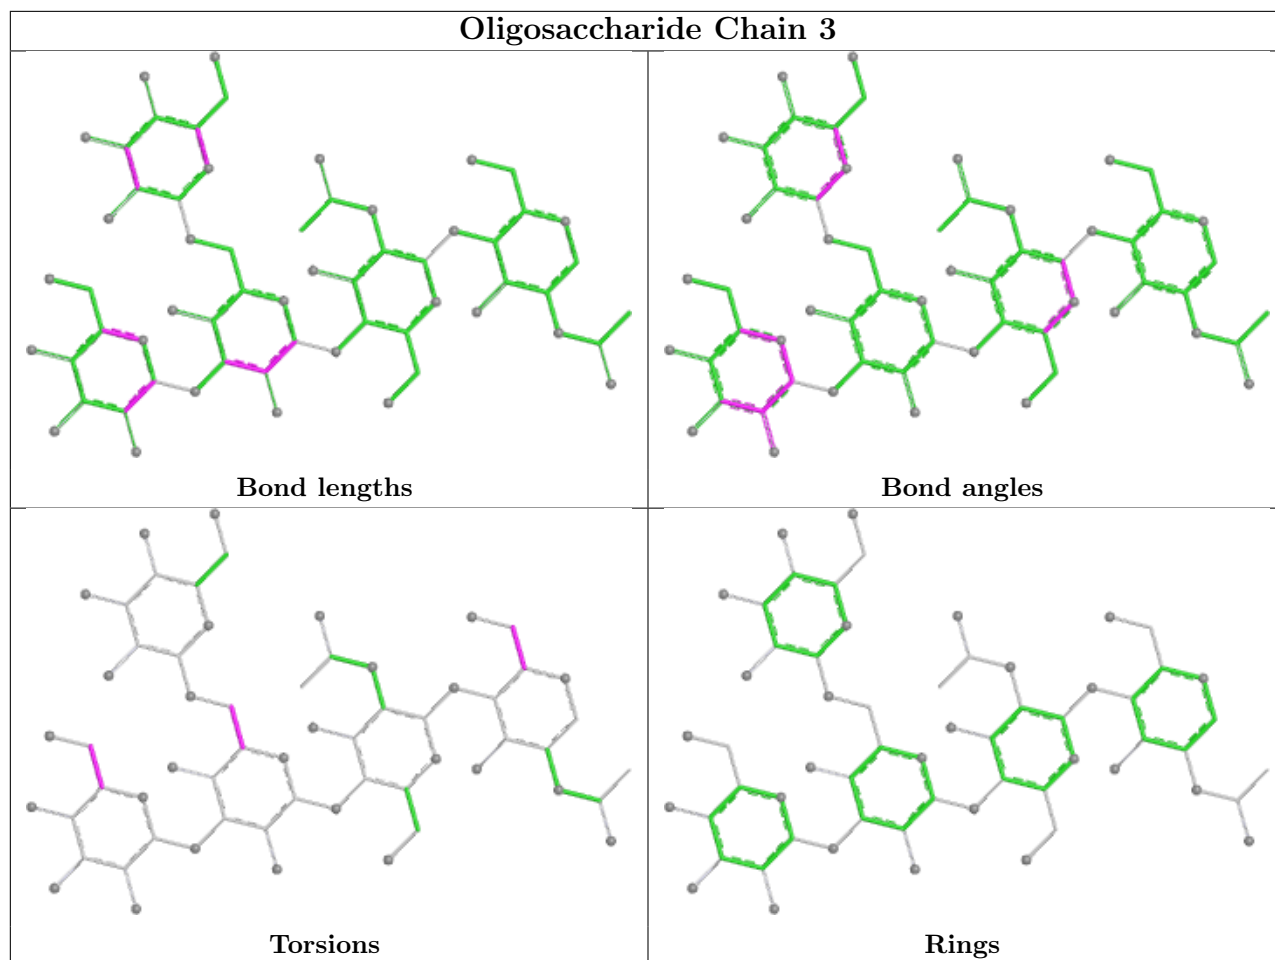 Oligosaccharide Chain 3
Bond lengths
Bond angles
Torsions
Rings